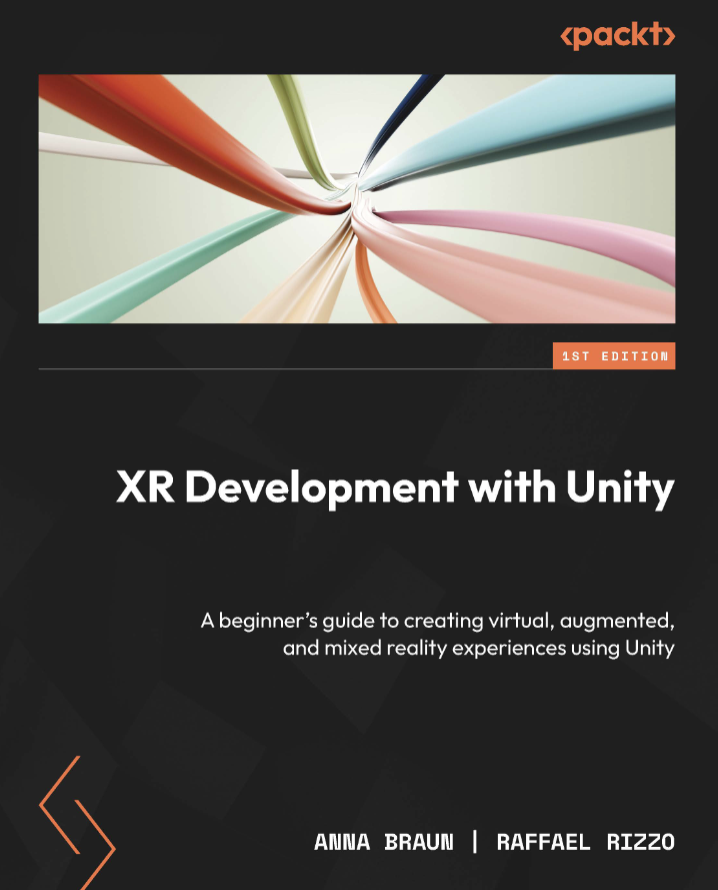 <packt>
1ST EDITION
XR Development with Unity
A beginner's guide to creating virtual, augmented,
and mixed reality experiences using Unity
ANNA BRAUN | RAFFAEL RIZZO